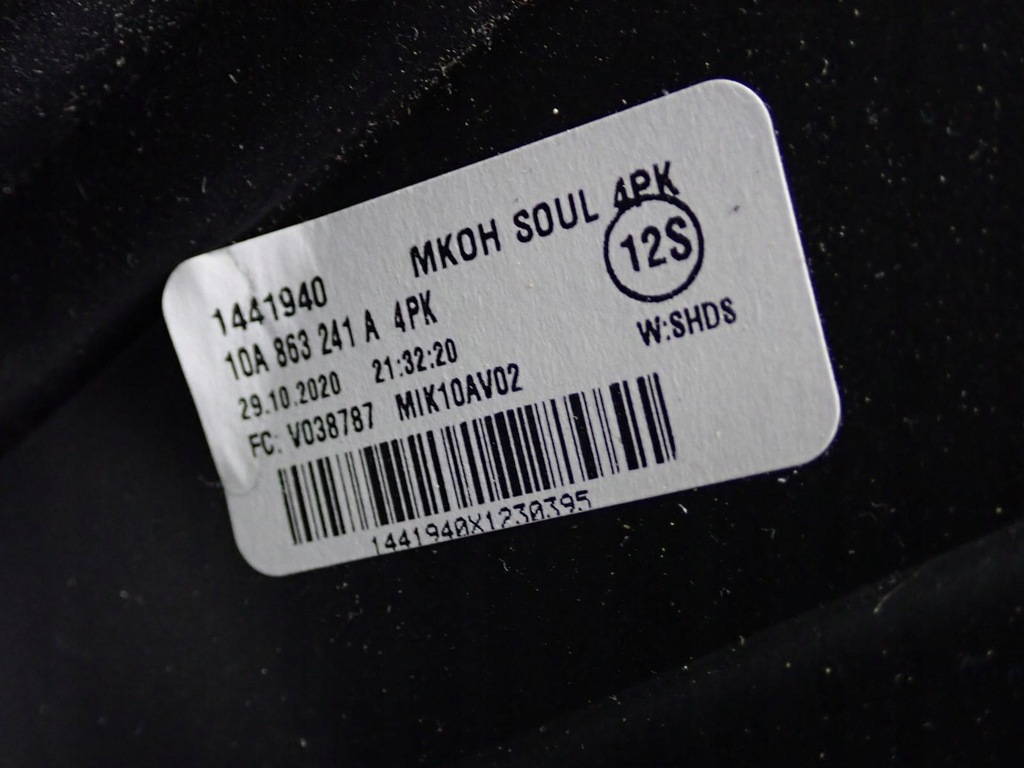 MKOH SOUL 4PK
1441940
12S
10A 863 241 A 4PK
29.10.2020 21:32:20
W:SHDS
FC: V038787 MIK10AV02
1441940X1230395